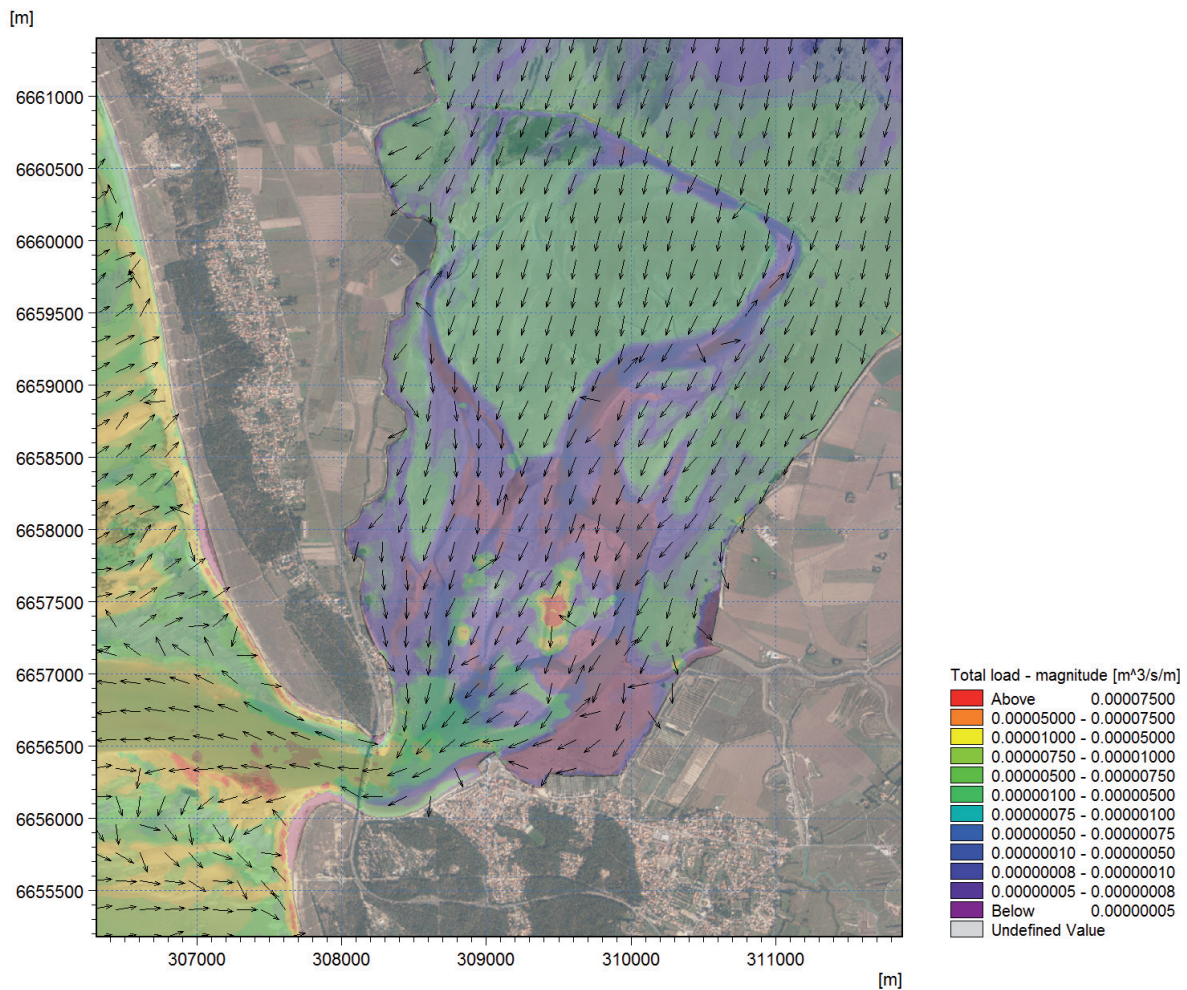 [m]
6661000
6660500
6660000
6659500
6659000
6658500
6658000
6657500
6657000
6656500
6656000
6655500
307000 308000 309000 310000 311000
[m]
Total load - magnitude [m^3/s/m]
Above 0.00007500
0.00005000 - 0.00007500
0.00001000 - 0.00005000
0.00000750 - 0.00001000
0.00000500 - 0.00000750
0.00000100 - 0.00000500
0.00000075 - 0.00000100
0.00000050 - 0.00000075
0.00000010 - 0.00000050
0.00000008 - 0.00000010
0.00000005 - 0.00000008
Below 0.00000005
Undefined Value